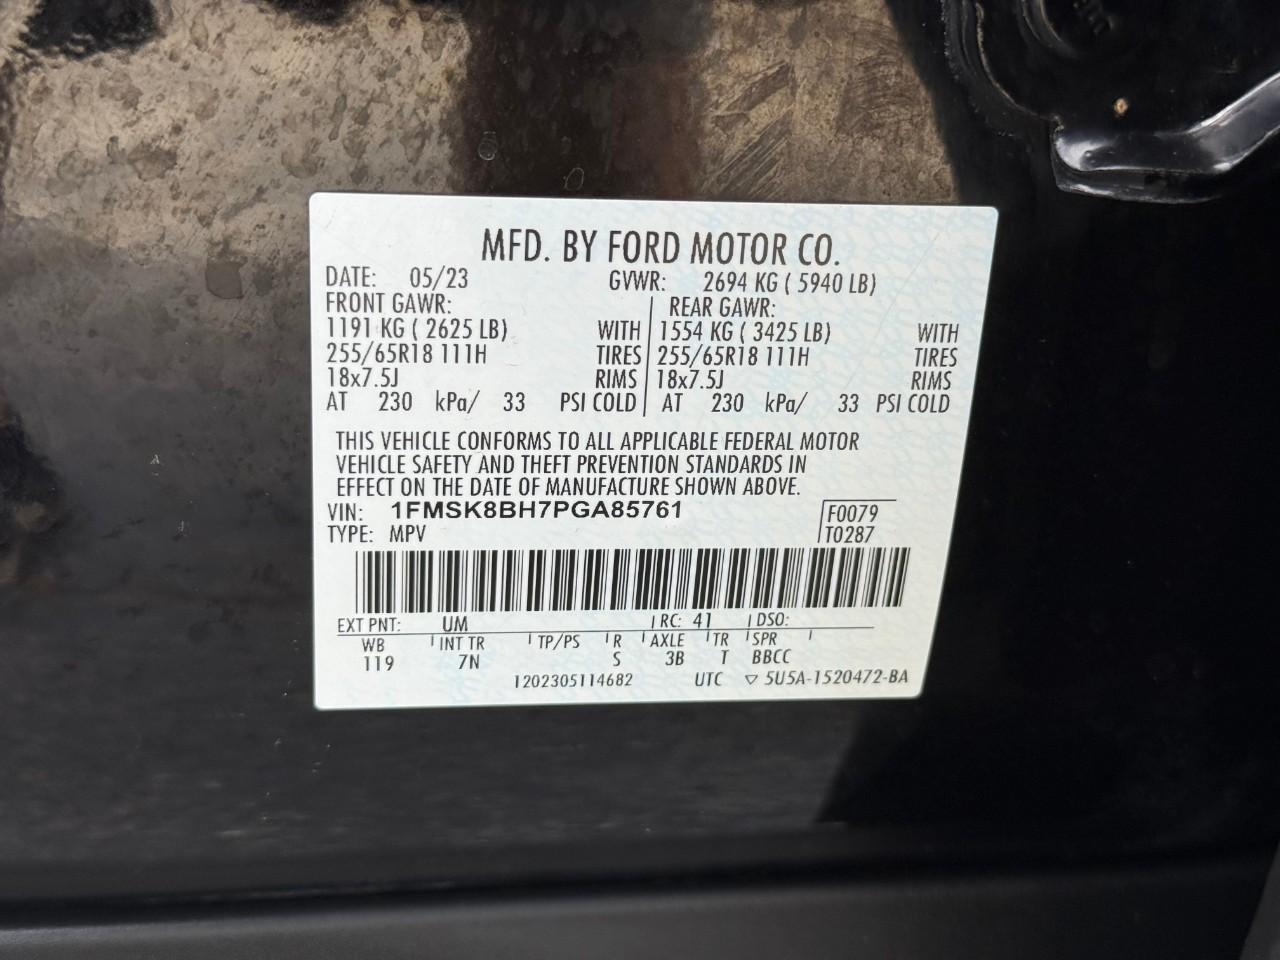 MFD. BY FORD MOTOR CO.
DATE: 05/23 GVWR: 2694 KG ( 5940 LB)
FRONT GAWR: REAR GAWR:
1191 KG ( 2625 LB) WITH 1554 KG ( 3425 LB) WITH
255/65R18 111H TIRES 255/65R18 111H TIRES
18x7.5J RIMS 18x7.5J RIMS
AT 230 kPa/ 33 PSI COLD AT 230 kPa/ 33 PSI COLD
THIS VEHICLE CONFORMS TO ALL APPLICABLE FEDERAL MOTOR
VEHICLE SAFETY AND THEFT PREVENTION STANDARDS IN
EFFECT ON THE DATE OF MANUFACTURE SHOWN ABOVE.
VIN: 1FMSK8BH7PGA85761 F0079
TYPE: MPV T0287
EXT PNT: UM RC: 41 DSO:
WB INT TR TP/PS R AXLE TR SPR
119 7N S 3B T BBCC
1202305114682 UTC ▽ 5U5A-1520472-BA